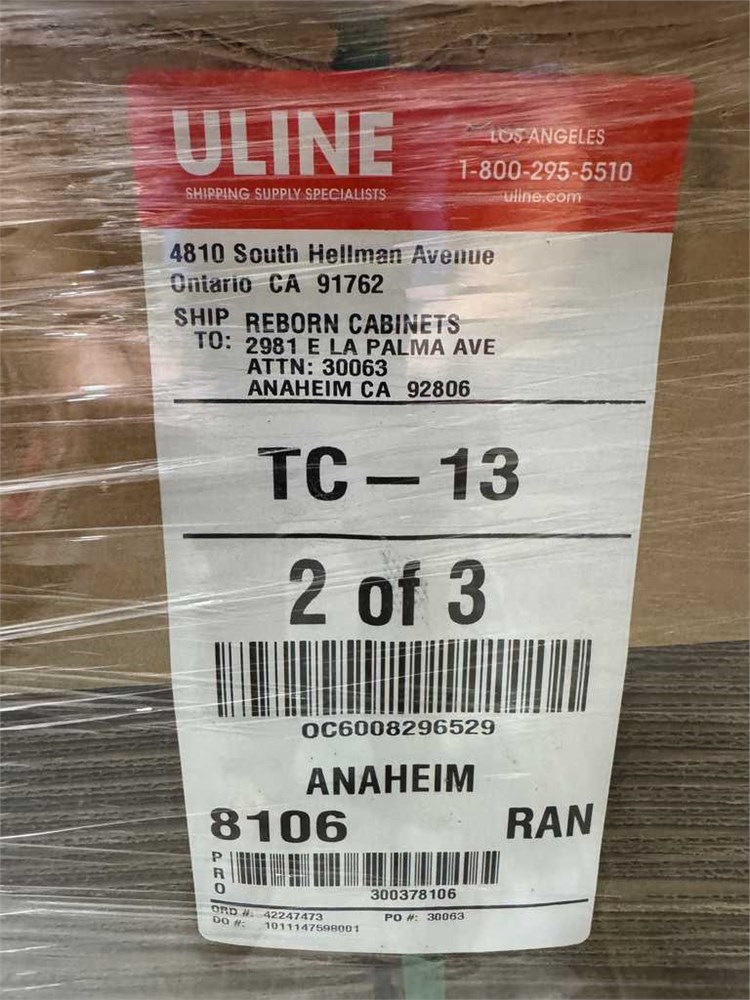 ULINE
SHIPPING SUPPLY SPECIALISTS
LOS ANGELES
1-800-295-5510
uline.com
4810 South Hellman Avenue
Ontario CA 91762
SHIP TO: REBORN CABINETS
2981 E LA PALMA AVE
ATTN: 30063
ANAHEIM CA 92806
TC – 13
2 of 3
OC6008296529
ANAHEIM
8106 RAN
PRO
300378106
ORD #: 42247473 PO #: 30063
DO #: 1011147598001